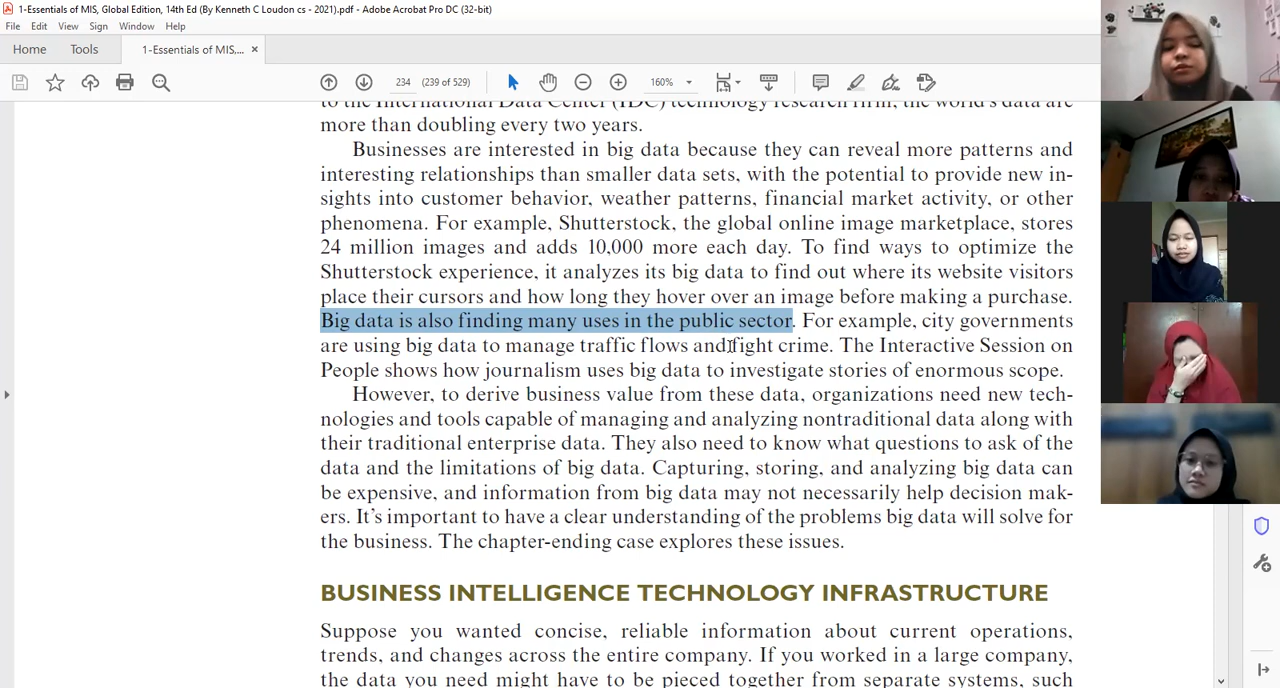 1-Essentials of MIS, Global Edition, 14th Ed (By Kenneth C Loudon cs - 2021).pdf - Adobe Acrobat Pro DC (32-bit)
File Edit View Sign Window Help
Home Tools 1-Essentials of MIS,... ×
234 (239 of 529) 160%
to the International Data Center (IDC) technology research firm, the world's data are
more than doubling every two years.
Businesses are interested in big data because they can reveal more patterns and
interesting relationships than smaller data sets, with the potential to provide new in-
sights into customer behavior, weather patterns, financial market activity, or other
phenomena. For example, Shutterstock, the global online image marketplace, stores
24 million images and adds 10,000 more each day. To find ways to optimize the
Shutterstock experience, it analyzes its big data to find out where its website visitors
place their cursors and how long they hover over an image before making a purchase.
Big data is also finding many uses in the public sector. For example, city governments
are using big data to manage traffic flows and fight crime. The Interactive Session on
People shows how journalism uses big data to investigate stories of enormous scope.
However, to derive business value from these data, organizations need new tech-
nologies and tools capable of managing and analyzing nontraditional data along with
their traditional enterprise data. They also need to know what questions to ask of the
data and the limitations of big data. Capturing, storing, and analyzing big data can
be expensive, and information from big data may not necessarily help decision mak-
ers. It's important to have a clear understanding of the problems big data will solve for
the business. The chapter-ending case explores these issues.
BUSINESS INTELLIGENCE TECHNOLOGY INFRASTRUCTURE
Suppose you wanted concise, reliable information about current operations,
trends, and changes across the entire company. If you worked in a large company,
the data you need might have to be pieced together from separate systems, such